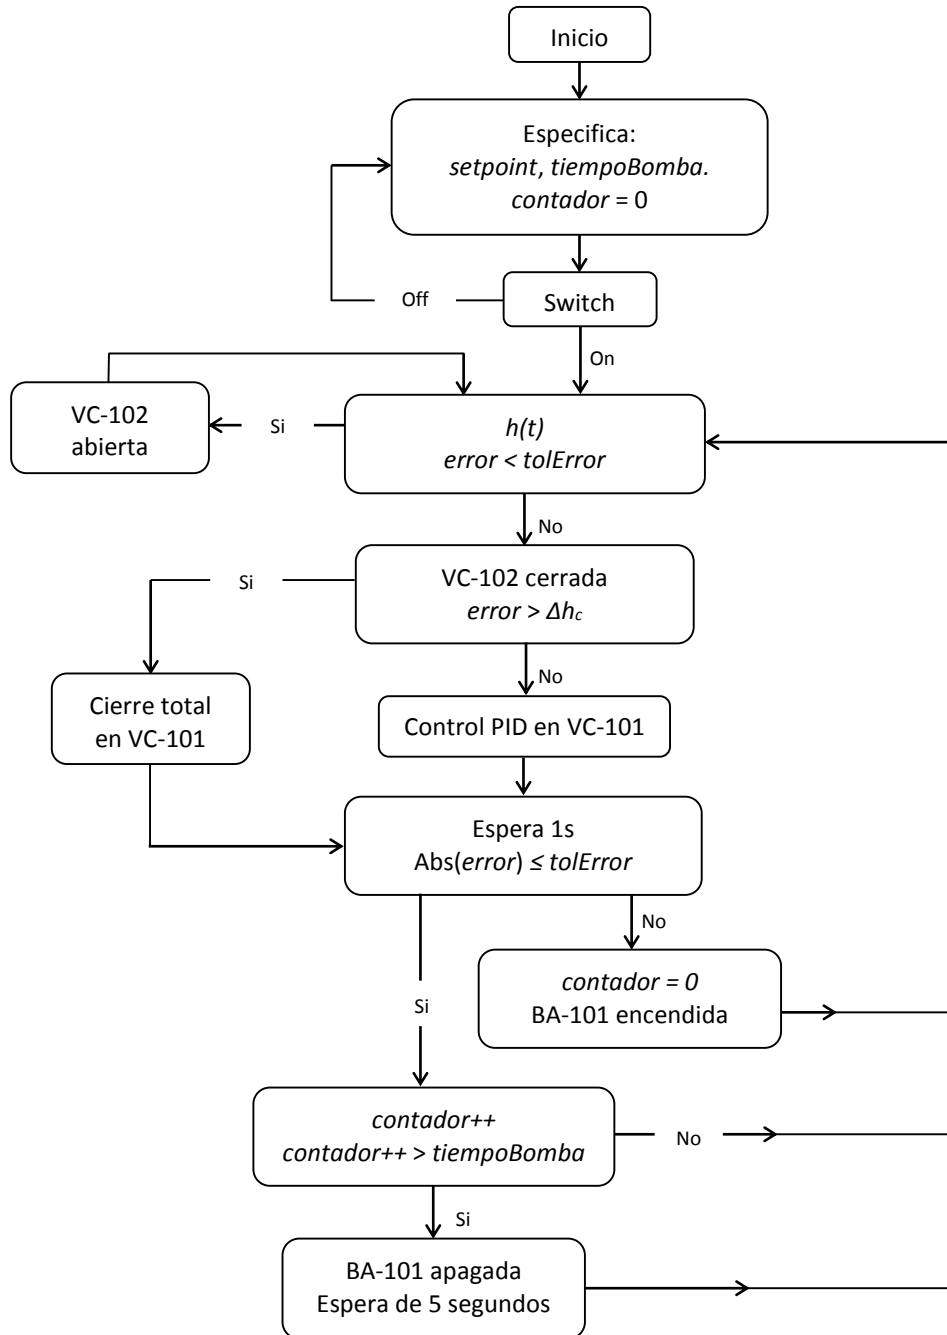 Inicio
Especifica:
setpoint, tiempoBomba.
contador = 0
Off
Switch
On
VC-102
abierta
Si
h(t)
error < tolError
No
Si
VC-102 cerrada
error > Δhc
No
Cierre total
en VC-101
Control PID en VC-101
Espera 1s
Abs(error) ≤ tolError
No
Si
contador = 0
BA-101 encendida
contador++
contador++ > tiempoBomba
No
Si
BA-101 apagada
Espera de 5 segundos